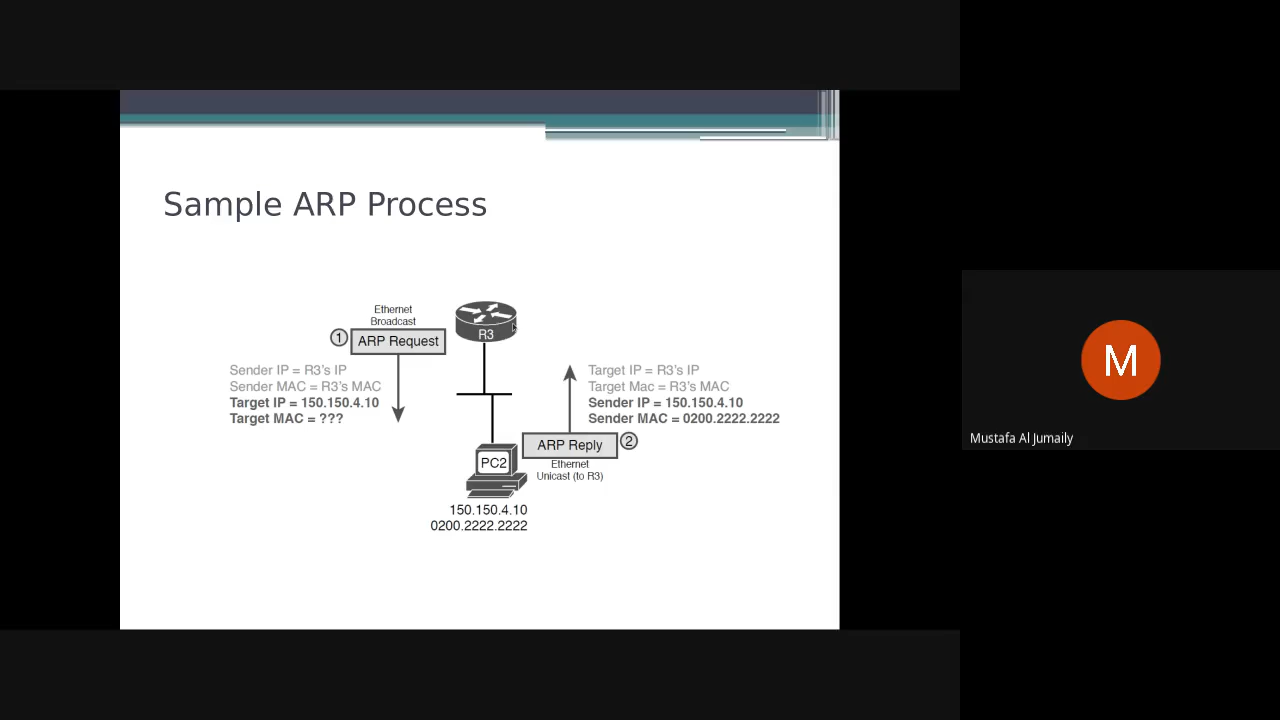 Sample ARP Process
Ethernet
Broadcast
1
ARP Request
R3
Sender IP = R3's IP
Sender MAC = R3's MAC
Target IP = 150.150.4.10
Target MAC = ???
Target IP = R3's IP
Target Mac = R3's MAC
Sender IP = 150.150.4.10
Sender MAC = 0200.2222.2222
ARP Reply
2
Ethernet
Unicast (to R3)
PC2
150.150.4.10
0200.2222.2222
M
Mustafa Al Jumaily